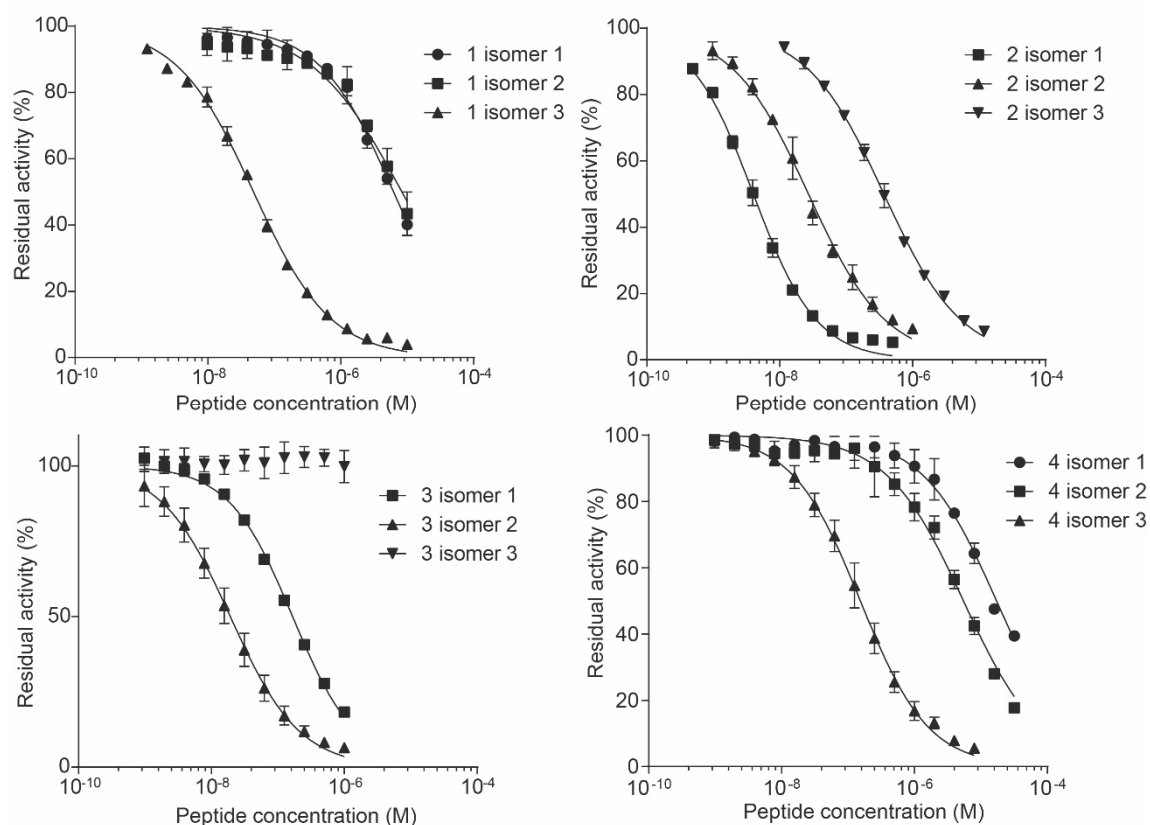 100
80
60
40
20
0
Residual activity (%)
1 isomer 1
1 isomer 2
1 isomer 3
10⁻¹⁰ 10⁻⁸ 10⁻⁶ 10⁻⁴
Peptide concentration (M)
100
80
60
40
20
0
Residual activity (%)
2 isomer 1
2 isomer 2
2 isomer 3
10⁻¹⁰ 10⁻⁸ 10⁻⁶ 10⁻⁴
Peptide concentration (M)
100
50
0
Residual activity (%)
3 isomer 1
3 isomer 2
3 isomer 3
10⁻¹⁰ 10⁻⁸ 10⁻⁶ 10⁻⁴
Peptide concentration (M)
100
80
60
40
20
0
Residual activity (%)
4 isomer 1
4 isomer 2
4 isomer 3
10⁻¹⁰ 10⁻⁸ 10⁻⁶ 10⁻⁴
Peptide concentration (M)